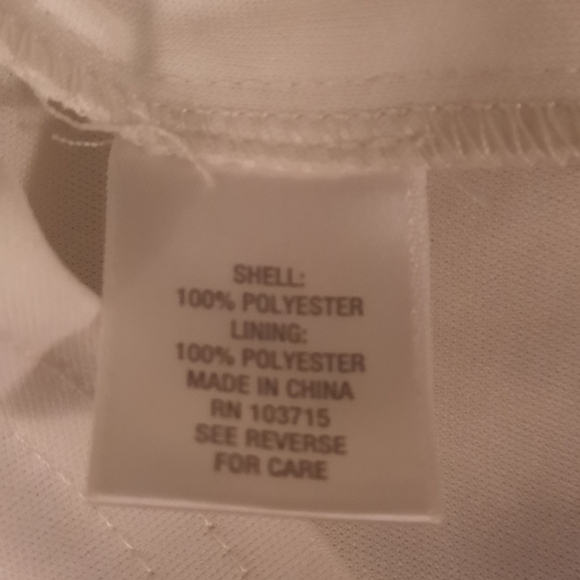 SHELL:
100% POLYESTER
LINING:
100% POLYESTER
MADE IN CHINA
RN 103715
SEE REVERSE
FOR CARE